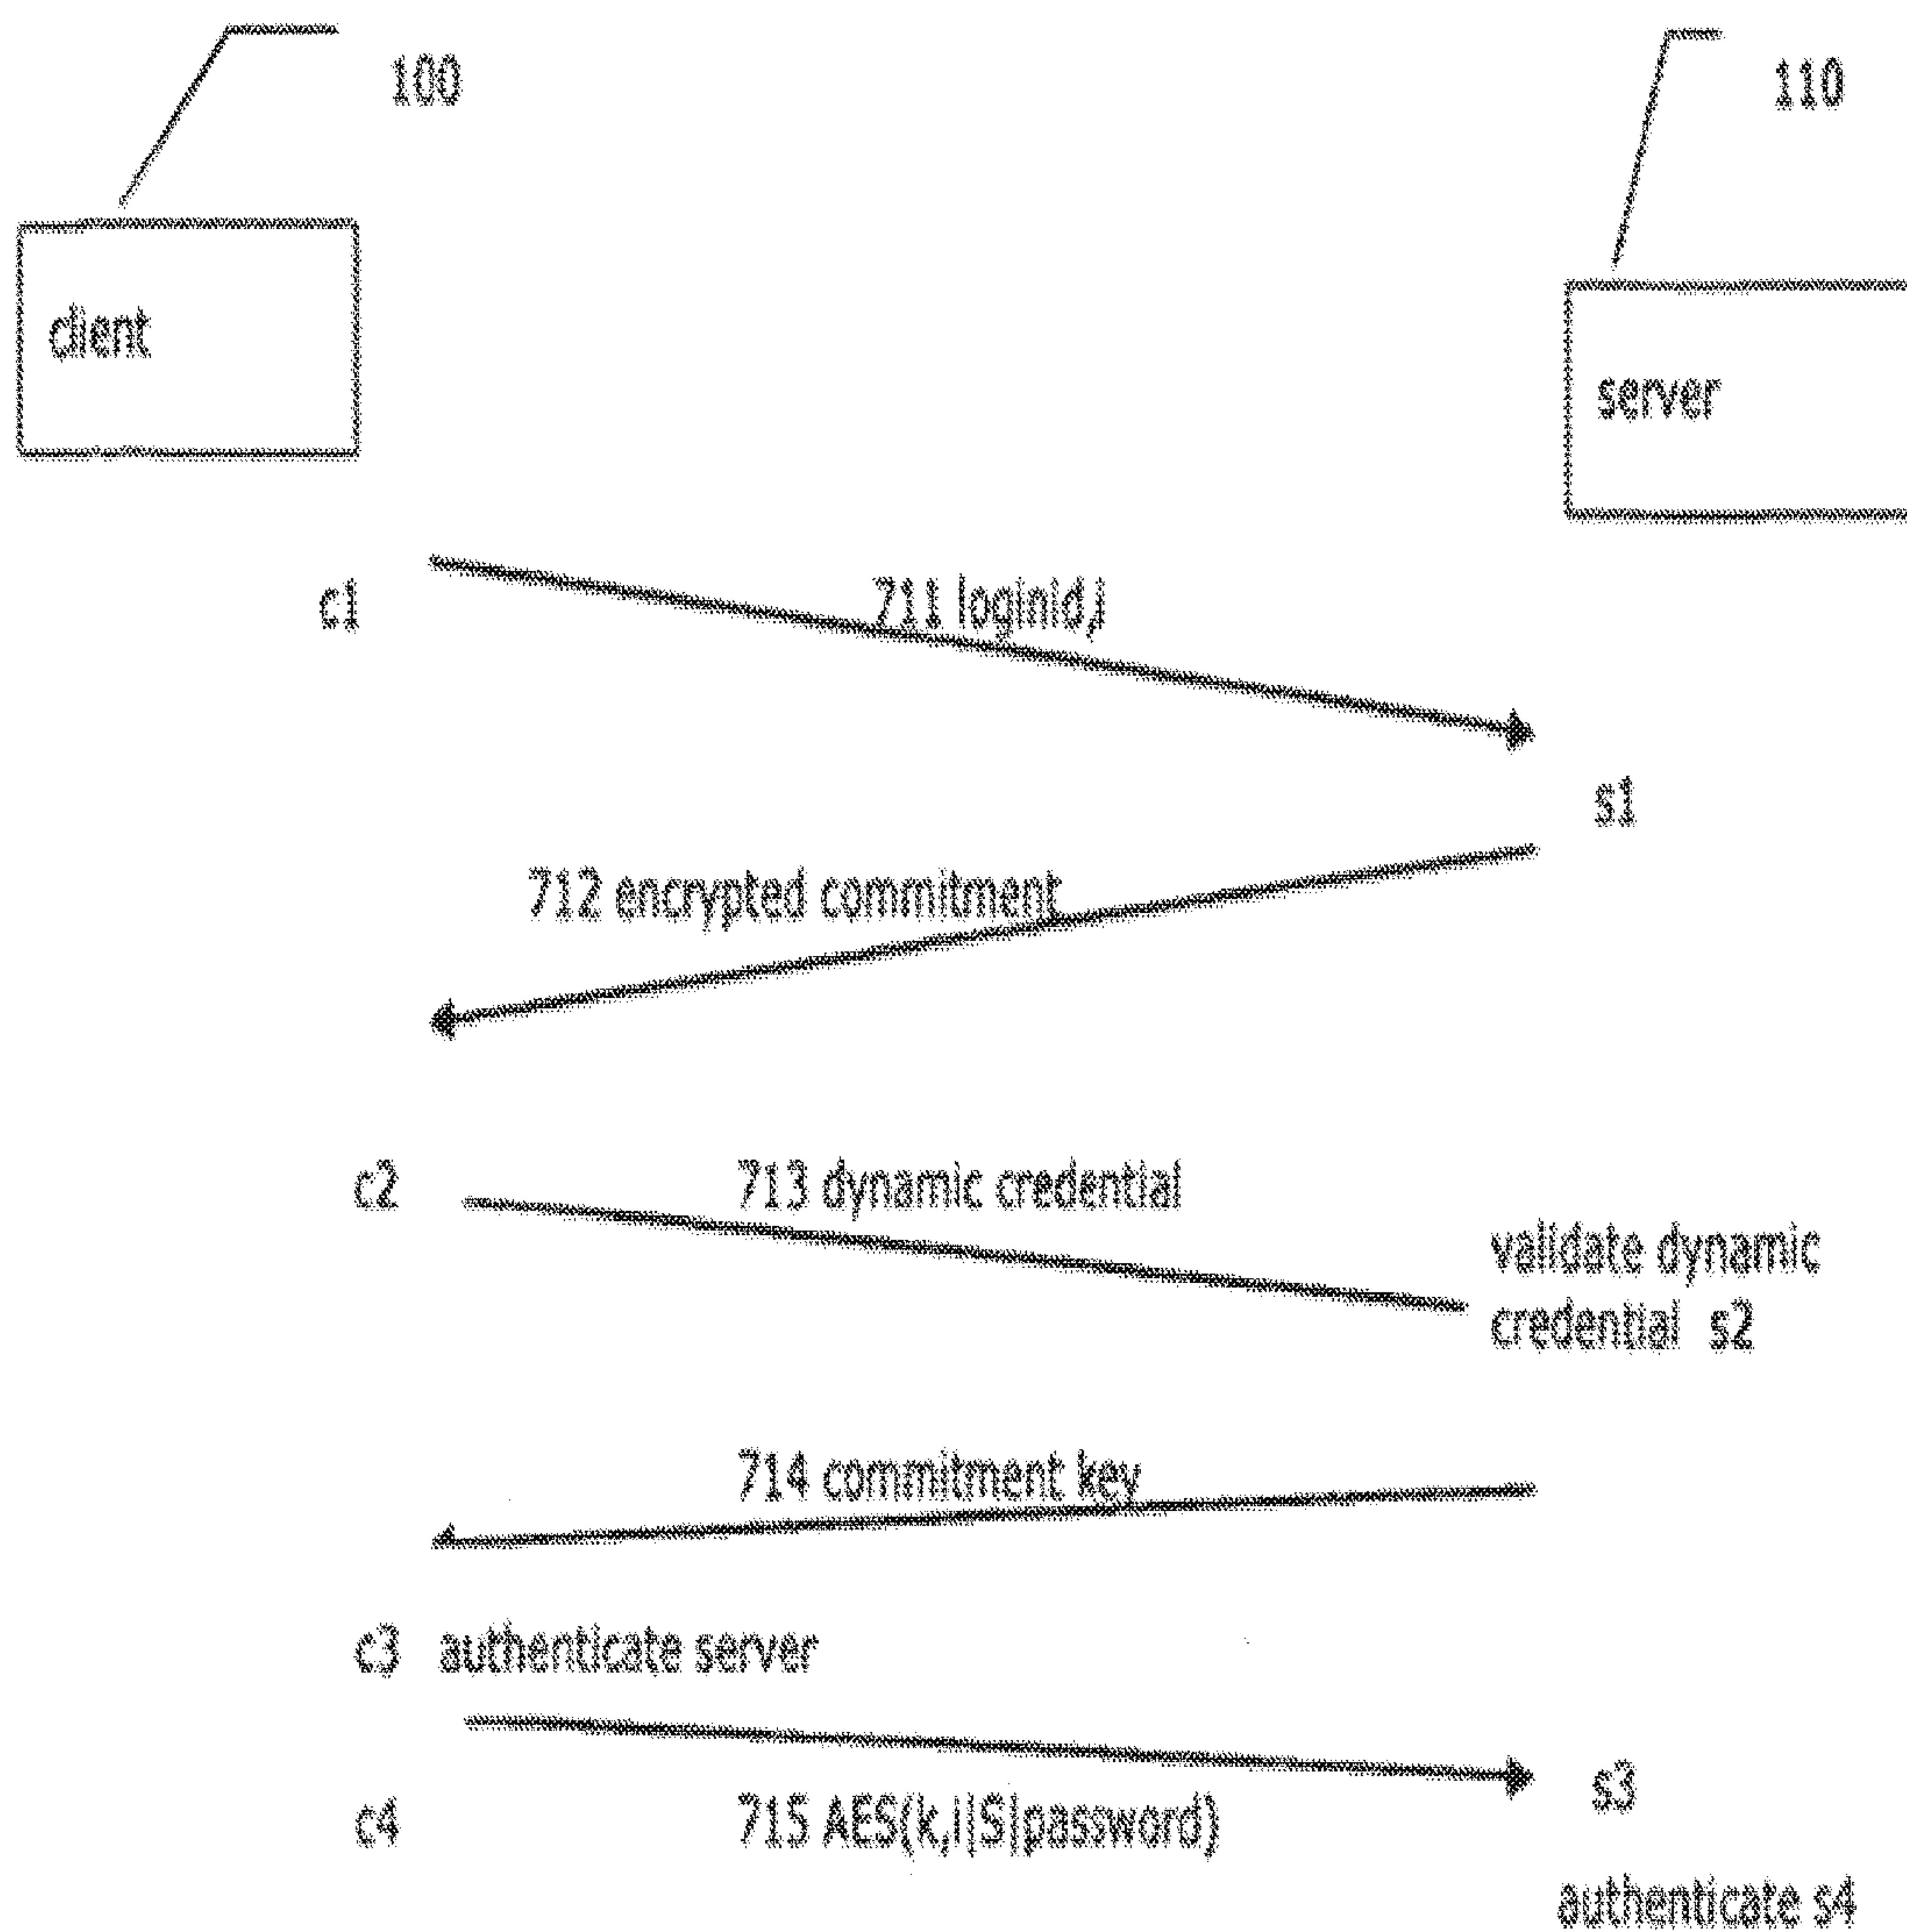 100
110
client
server
c1
711 loginid,i
s1
712 encrypted commitment
c2
713 dynamic credential
validate dynamic
credential s2
714 commitment key
c3 authenticate server
s3
c4
715 AES(k,i|S|password)
authenticate s4